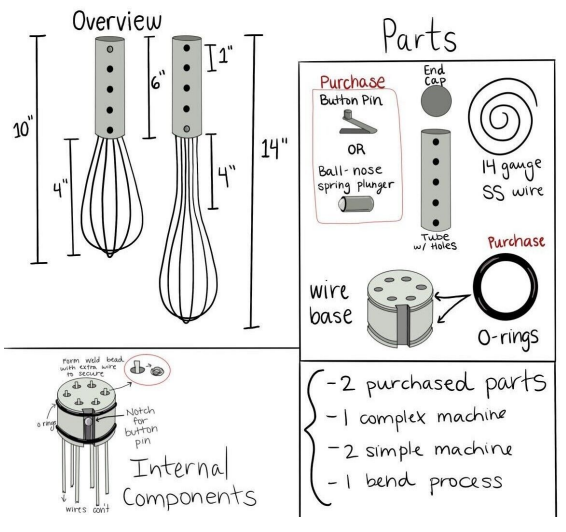 Overview
10"
4"
6"
1"
4"
14"
Parts
Purchase
Button Pin
OR
Ball-nose
spring plunger
End
Cap
Tube
w/ Holes
14 gauge
SS wire
wire
base
Purchase
O-rings
Form weld bead
with extra wire
to secure
o rings
Notch
for
button
pin
wires con't
Internal
Components
-2 purchased parts
-1 complex machine
-2 simple machine
-1 bend process